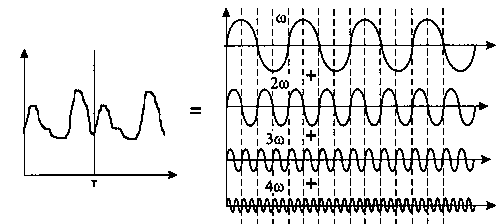 ω
=
+
2ω
+
3ω
+
4ω
T